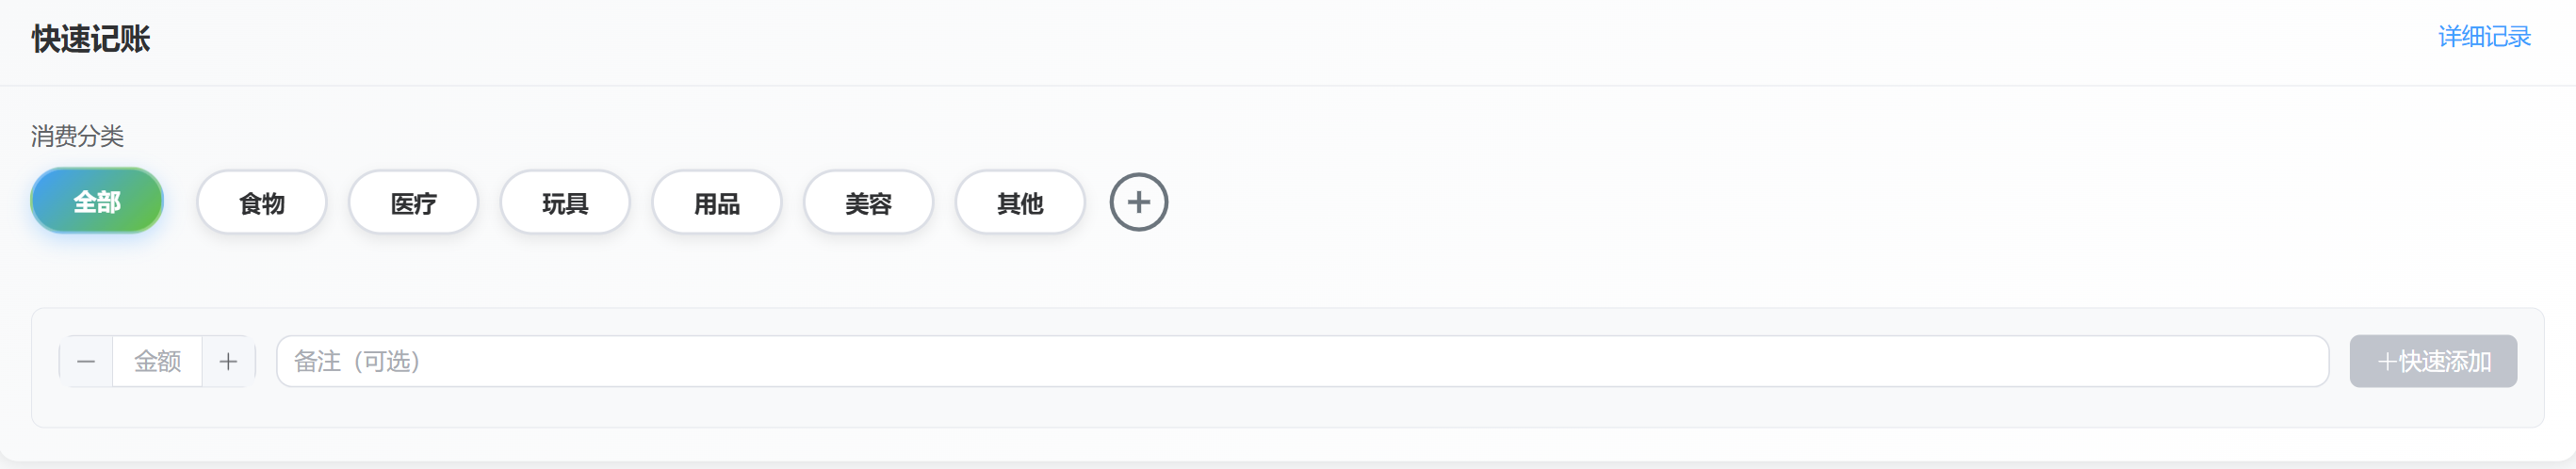 快速记账
详细记录
消费分类
全部 食物 医疗 玩具 用品 美容 其他 +
− 金额 + 备注（可选） +快速添加